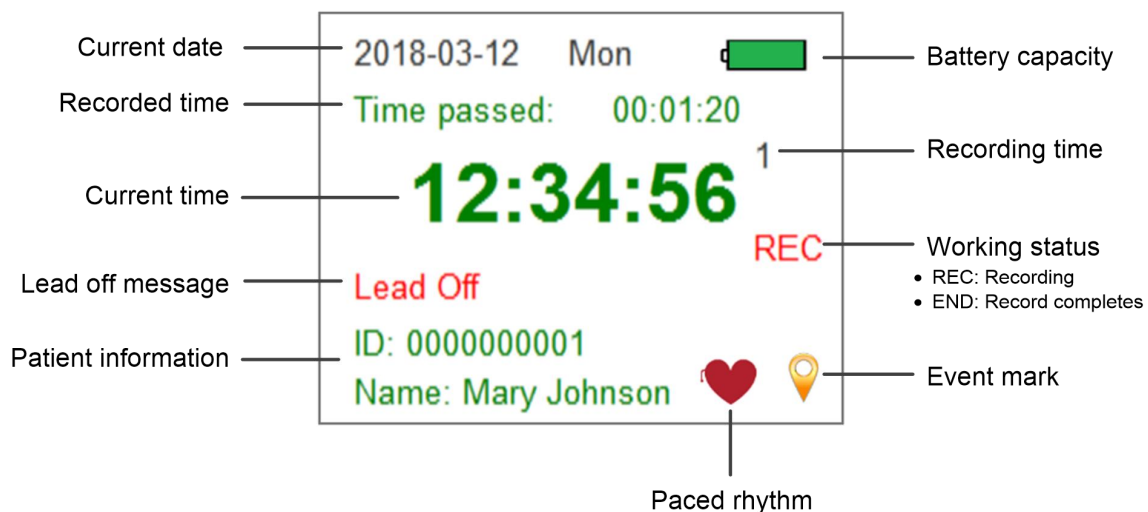 Current date
2018-03-12 Mon
Battery capacity
Recorded time
Time passed: 00:01:20
1
Recording time
Current time
12:34:56
REC
Working status
• REC: Recording
• END: Record completes
Lead off message
Lead Off
Patient information
ID: 0000000001
Name: Mary Johnson
Event mark
Paced rhythm